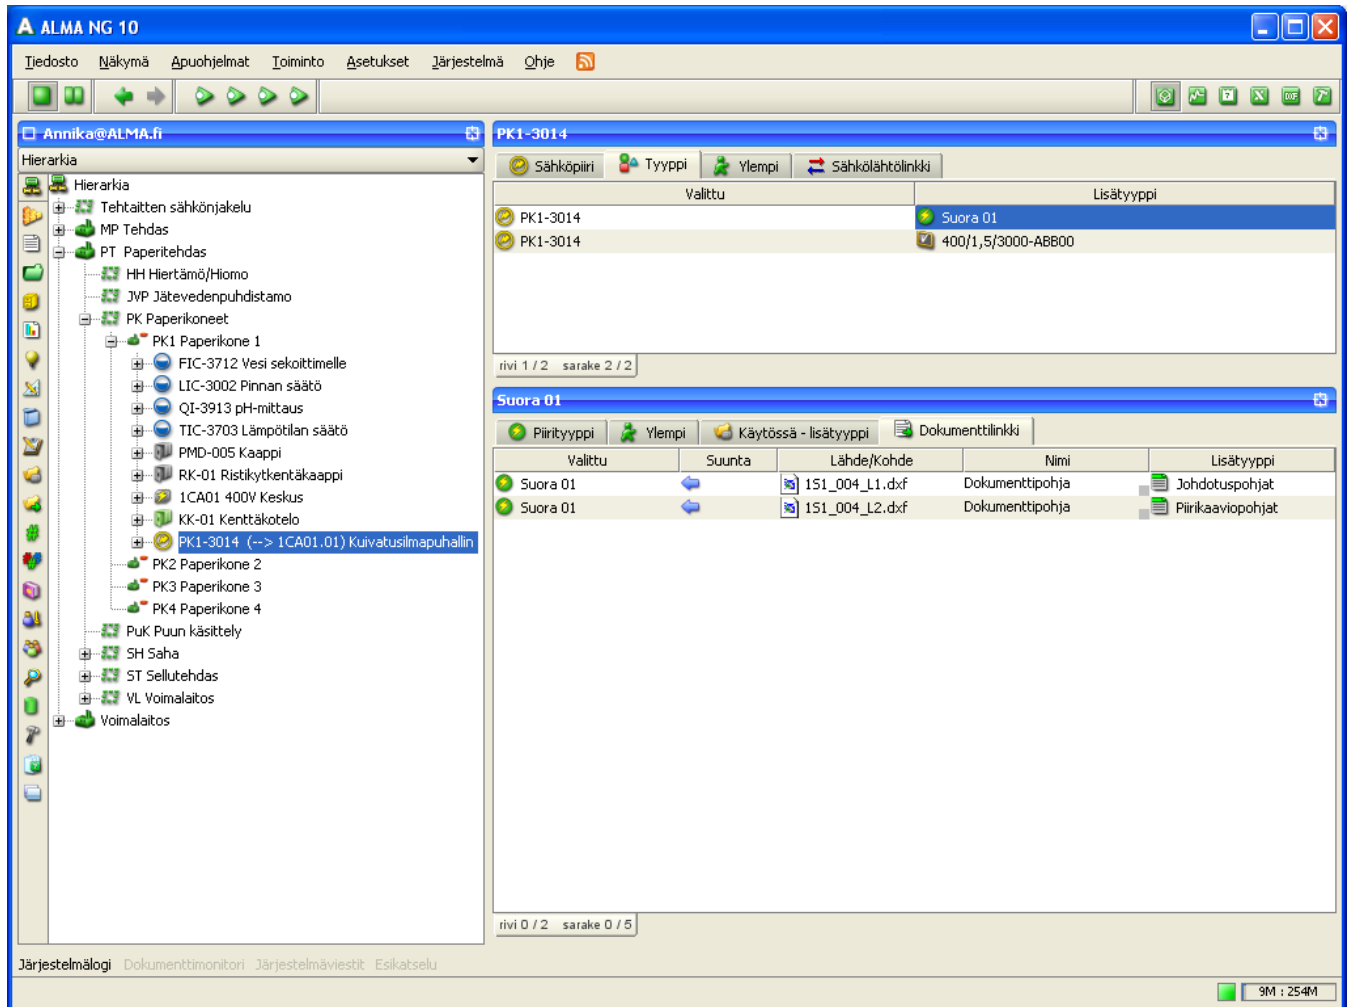 ALMA NG 10
Tiedosto Näkymä Apuohjelmat Toiminto Asetukset Järjestelmä Ohje
Annika@ALMA.fi
Hierarkia
Hierarkia
Tehtaitten sähkönjakelu
MP Tehdas
PT Paperitehdas
HH Hiertämö/Hiomo
JVP Jätevedenpuhdistamo
PK Paperikoneet
PK1 Paperikone 1
FIC-3712 Vesi sekoittimelle
LIC-3002 Pinnan säätö
QI-3913 pH-mittaus
TIC-3703 Lämpötilan säätö
PMD-005 Kaappi
RK-01 Ristikytkentäkaappi
1CA01 400V Keskus
KK-01 Kenttäkotelo
PK1-3014 (--> 1CA01.01) Kuivatusilmapuhallin
PK2 Paperikone 2
PK3 Paperikone 3
PK4 Paperikone 4
PuK Puun käsittely
SH Saha
ST Sellutehdas
VL Voimalaitos
Voimalaitos
PK1-3014
Sähköpiiri Tyyppi Ylempi Sähkölähtölinkki
Valittu Lisätyyppi
PK1-3014 Suora 01
PK1-3014 400/1,5/3000-ABB00
rivi 1 / 2 sarake 2 / 2
Suora 01
Piirityyppi Ylempi Käytössä - lisätyyppi Dokumenttilinkki
Valittu Suunta Lähde/Kohde Nimi Lisätyyppi
Suora 01 1S1_004_L1.dxf Dokumenttipohja Johdotuspohjat
Suora 01 1S1_004_L2.dxf Dokumenttipohja Piirikaaviopohjat
rivi 0 / 2 sarake 0 / 5
Järjestelmälogi Dokumenttimonitori Järjestelmäviestit Esikatselu
9M : 254M